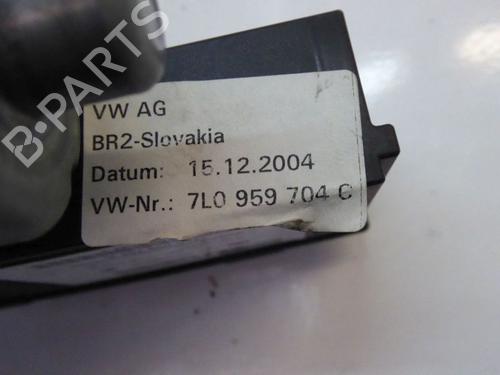 B-PARTS
VW AG
BR2-Slovakia
Datum: 15.12.2004
VW-Nr.: 7L0 959 704 C